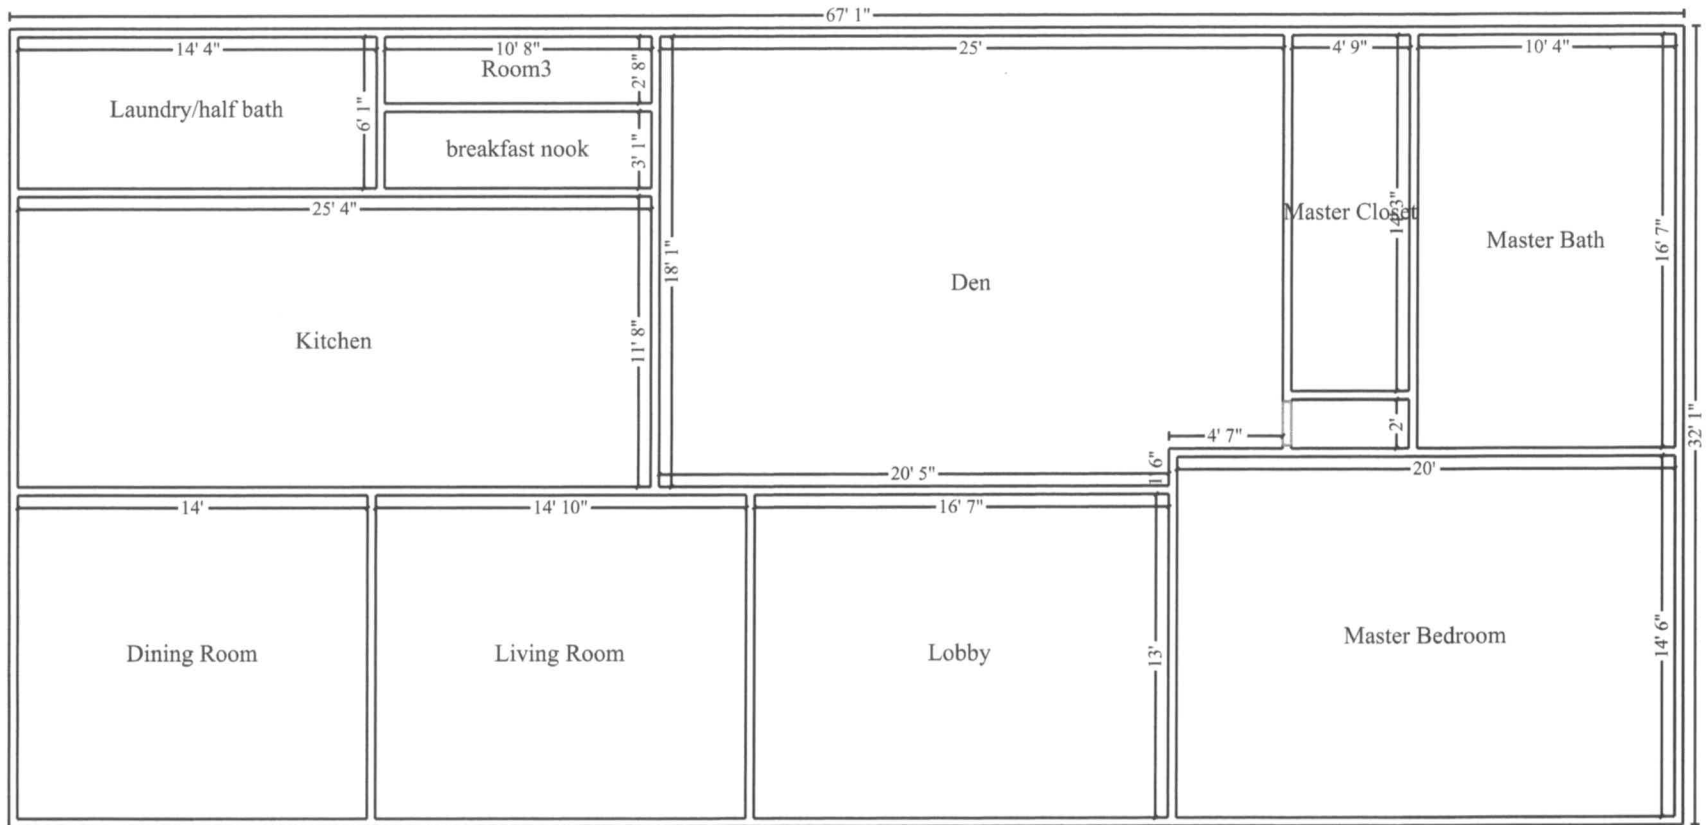 67' 1"
14' 4"
10' 8"
25'
4' 9"
10' 4"
Room3
2' 8"
Laundry/half bath
6' 1"
breakfast nook
3' 1"
25' 4"
Master Closet
14' 3"
Master Bath
16' 7"
18' 1"
Den
Kitchen
11' 8"
2'
32' 1"
4' 7"
20' 5"
1' 6"
20'
14'
14' 10"
16' 7"
Dining Room
Living Room
Lobby
13'
Master Bedroom
14' 6"